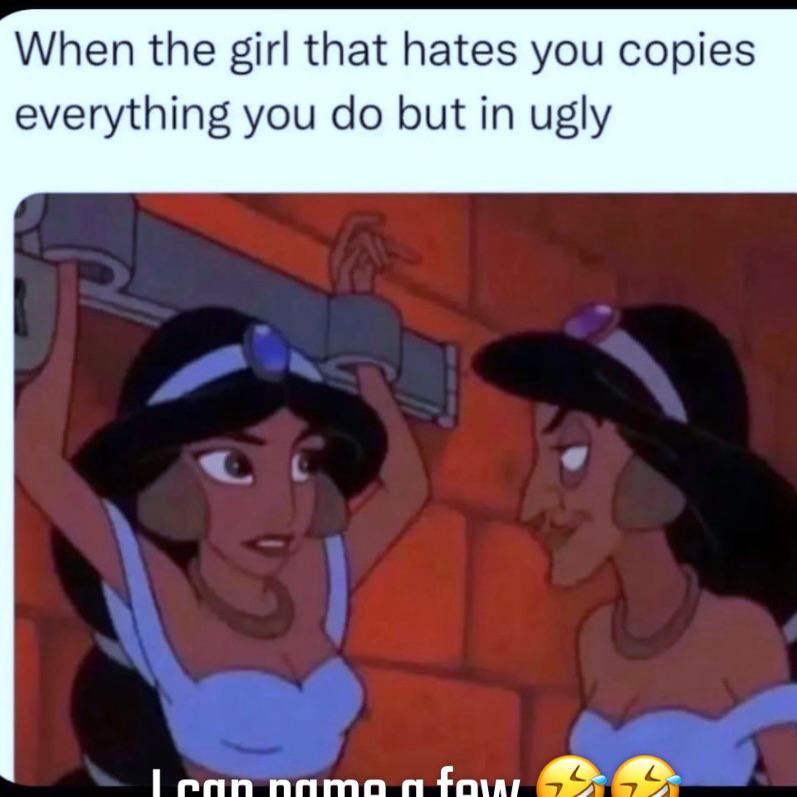 When the girl that hates you copies
everything you do but in ugly
I can name a few 🤣🤣